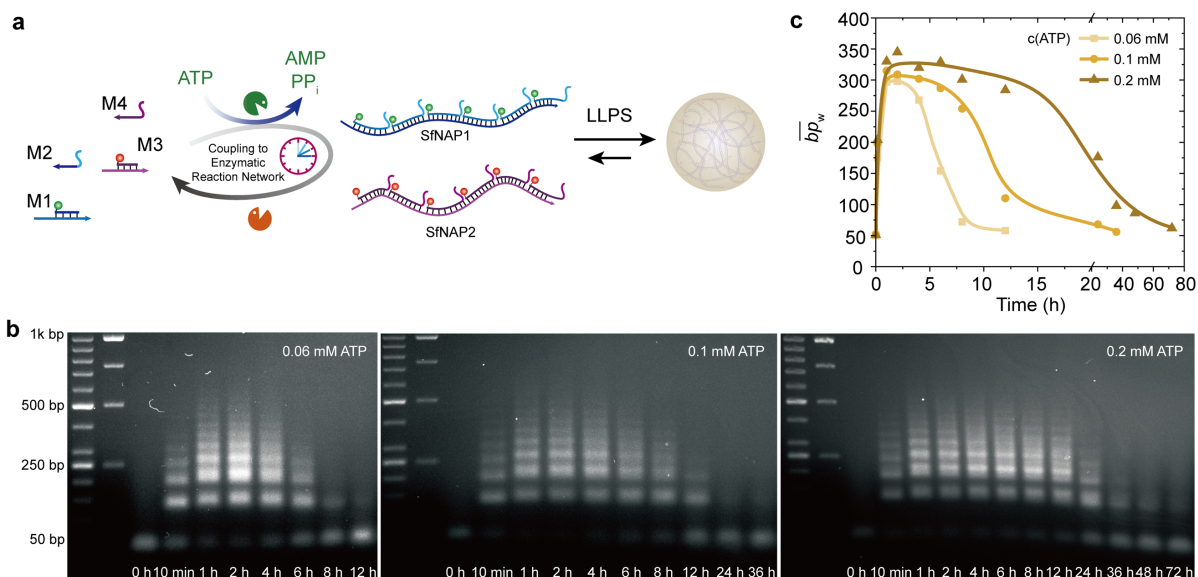 a
ATP
AMP
PPi
M4
M3
M2
M1
Coupling to
Enzymatic
Reaction Network
SfNAP1
SfNAP2
LLPS
c
400
350
300
250
200
150
100
50
0
bpw
c(ATP)
0.06 mM
0.1 mM
0.2 mM
0 5 10 15 20 40 60 80
Time (h)
b
1k bp
500 bp
250 bp
50 bp
0.06 mM ATP
0 h 10 min 1 h 2 h 4 h 6 h 8 h 12 h
0.1 mM ATP
0 h 10 min 1 h 2 h 4 h 6 h 8 h 12 h 24 h 36 h
0.2 mM ATP
0 h 10 min 1 h 2 h 4 h 6 h 8 h 12 h 24 h 36 h 48 h 72 h